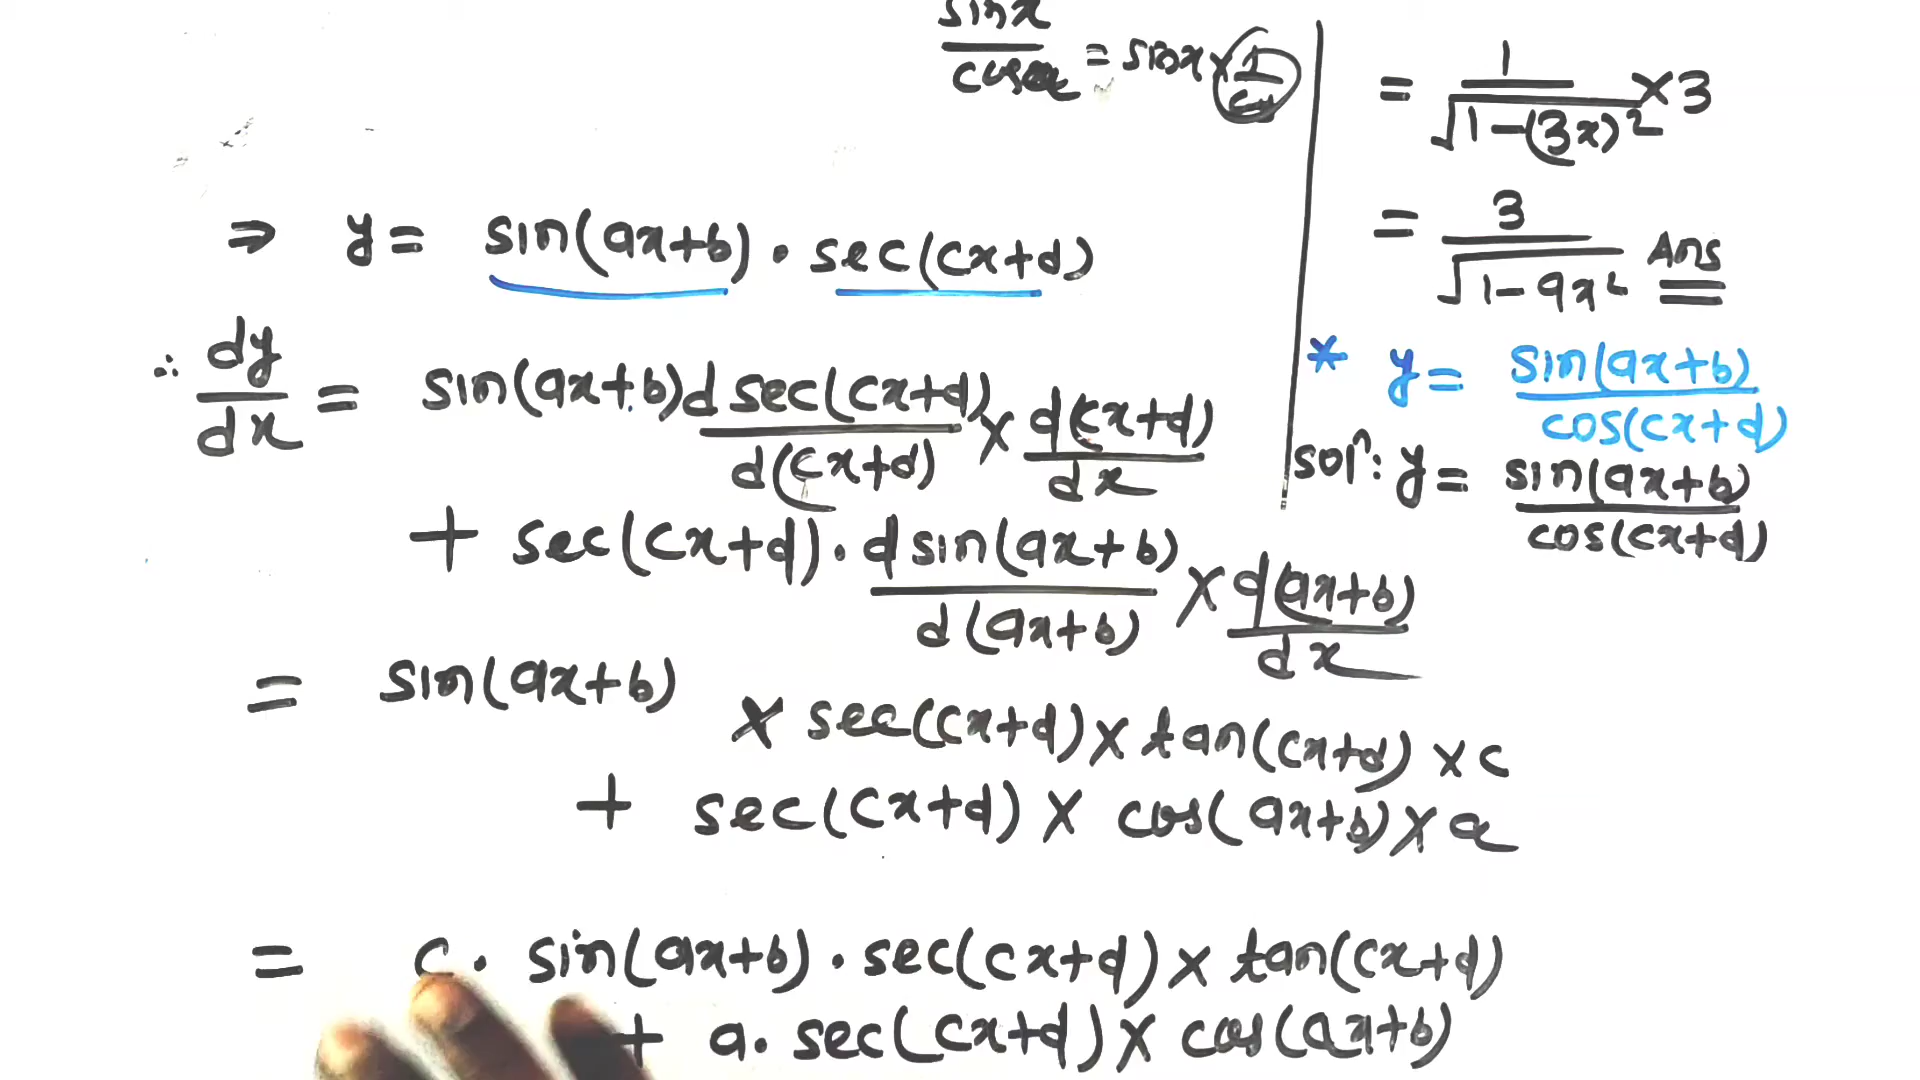 sinx/cosx = sinx × 1/cos
⇒ y = sin(ax+b) · sec(cx+d)
∴ dy/dx = sin(ax+b) d sec(cx+d)/d(cx+d) × d(cx+d)/dx
+ sec(cx+d) · d sin(ax+b)/d(ax+b) × d(ax+b)/dx
= sin(ax+b)
× sec(cx+d) × tan(cx+d) × c
+ sec(cx+d) × cos(ax+b) × a
= c · sin(ax+b) · sec(cx+d) × tan(cx+d)
+ a. sec(cx+d) × cos(ax+b)
= 1/√1-(3x)² × 3
= 3/√1-9x² Ans
* y = sin(ax+b)/cos(cx+d)
solⁿ: y = sin(ax+b)/cos(cx+d)